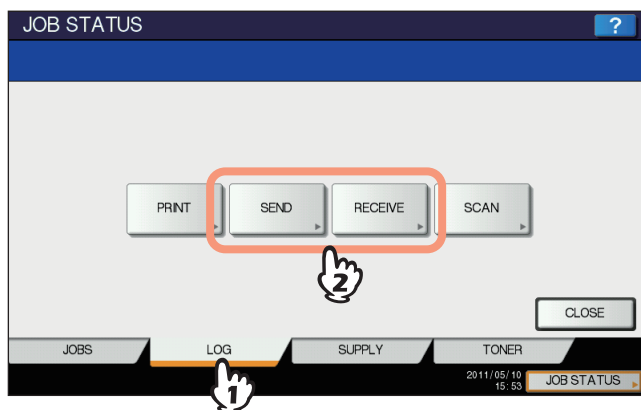 JOB STATUS ?
PRINT SEND RECEIVE SCAN
2
CLOSE
JOBS LOG SUPPLY TONER
1
2011/05/10
15:53
JOB STATUS